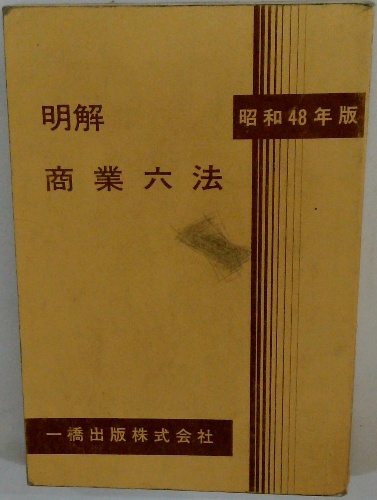 昭和48年版
明解
商業六法
一橋出版株式会社